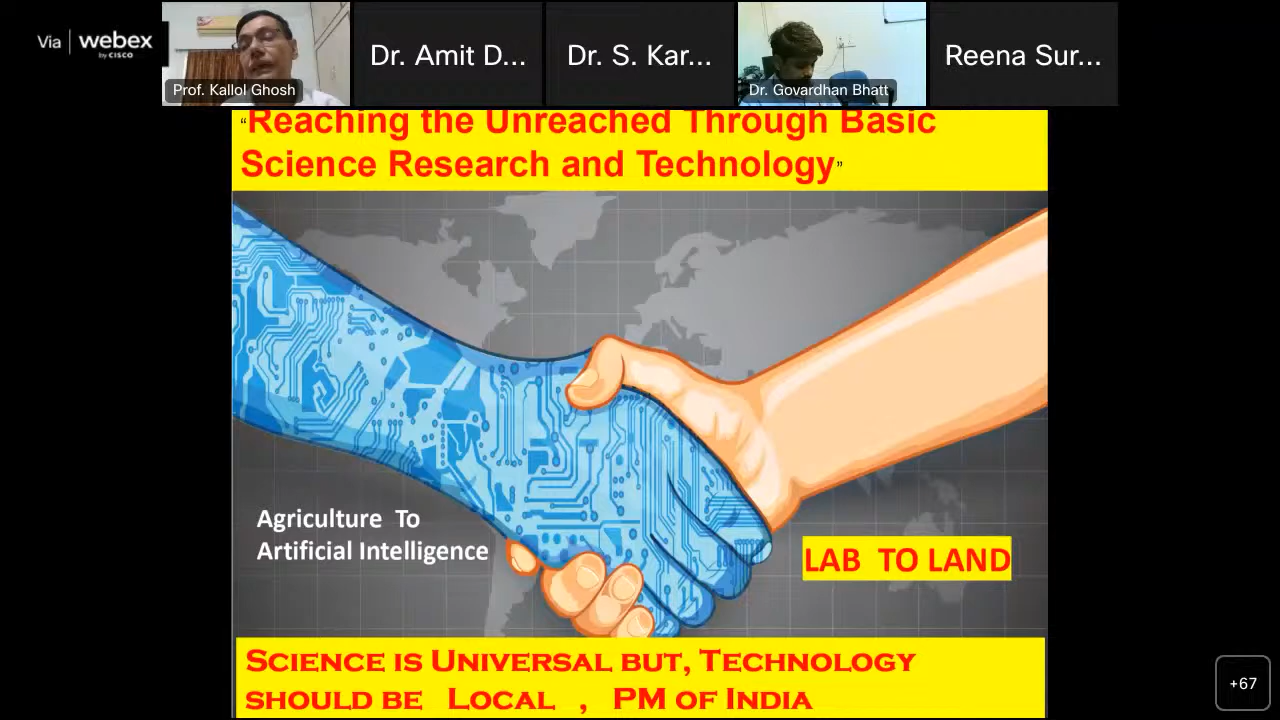 Via webex
by CISCO
Prof. Kallol Ghosh
Dr. Amit D...
Dr. S. Kar...
Dr. Govardhan Bhatt
Reena Sur...
“Reaching the Unreached Through Basic
Science Research and Technology”
Agriculture To
Artificial Intelligence
LAB TO LAND
SCIENCE IS UNIVERSAL BUT, TECHNOLOGY
SHOULD BE LOCAL , PM OF INDIA
+67